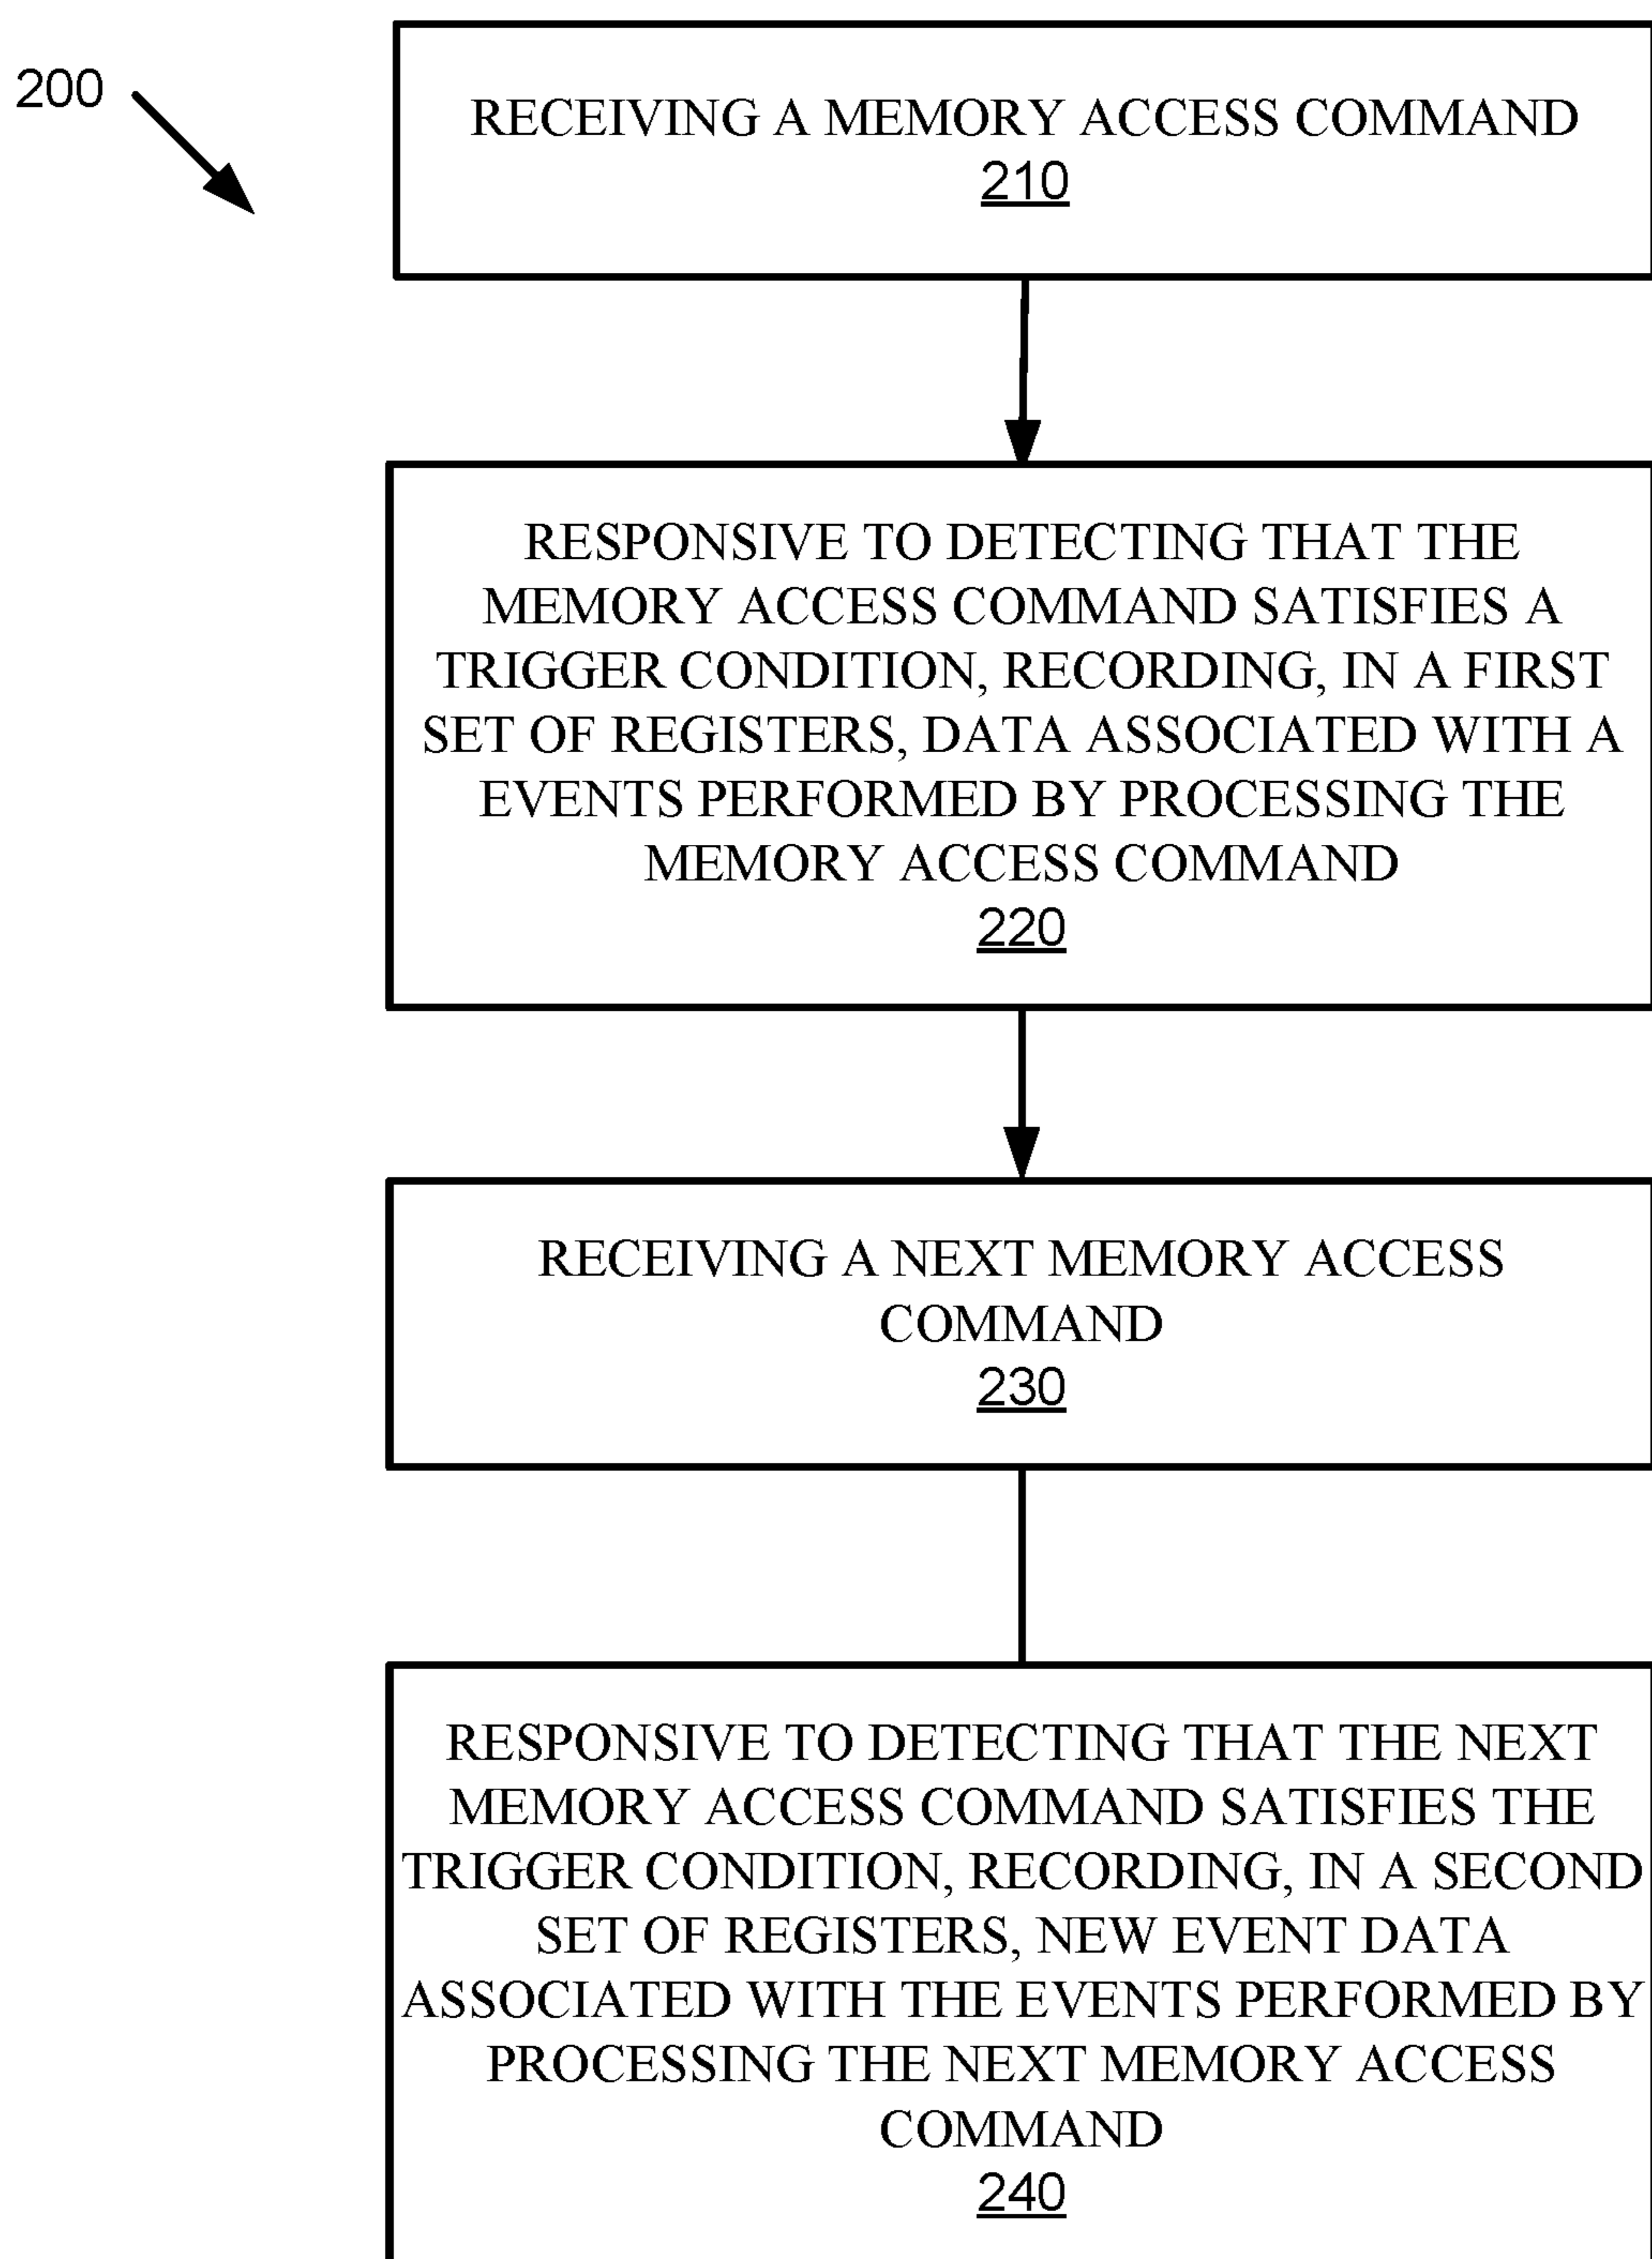 200
RECEIVING A MEMORY ACCESS COMMAND
210
RESPONSIVE TO DETECTING THAT THE
MEMORY ACCESS COMMAND SATISFIES A
TRIGGER CONDITION, RECORDING, IN A FIRST
SET OF REGISTERS, DATA ASSOCIATED WITH A
EVENTS PERFORMED BY PROCESSING THE
MEMORY ACCESS COMMAND
220
RECEIVING A NEXT MEMORY ACCESS
COMMAND
230
RESPONSIVE TO DETECTING THAT THE NEXT
MEMORY ACCESS COMMAND SATISFIES THE
TRIGGER CONDITION, RECORDING, IN A SECOND
SET OF REGISTERS, NEW EVENT DATA
ASSOCIATED WITH THE EVENTS PERFORMED BY
PROCESSING THE NEXT MEMORY ACCESS
COMMAND
240